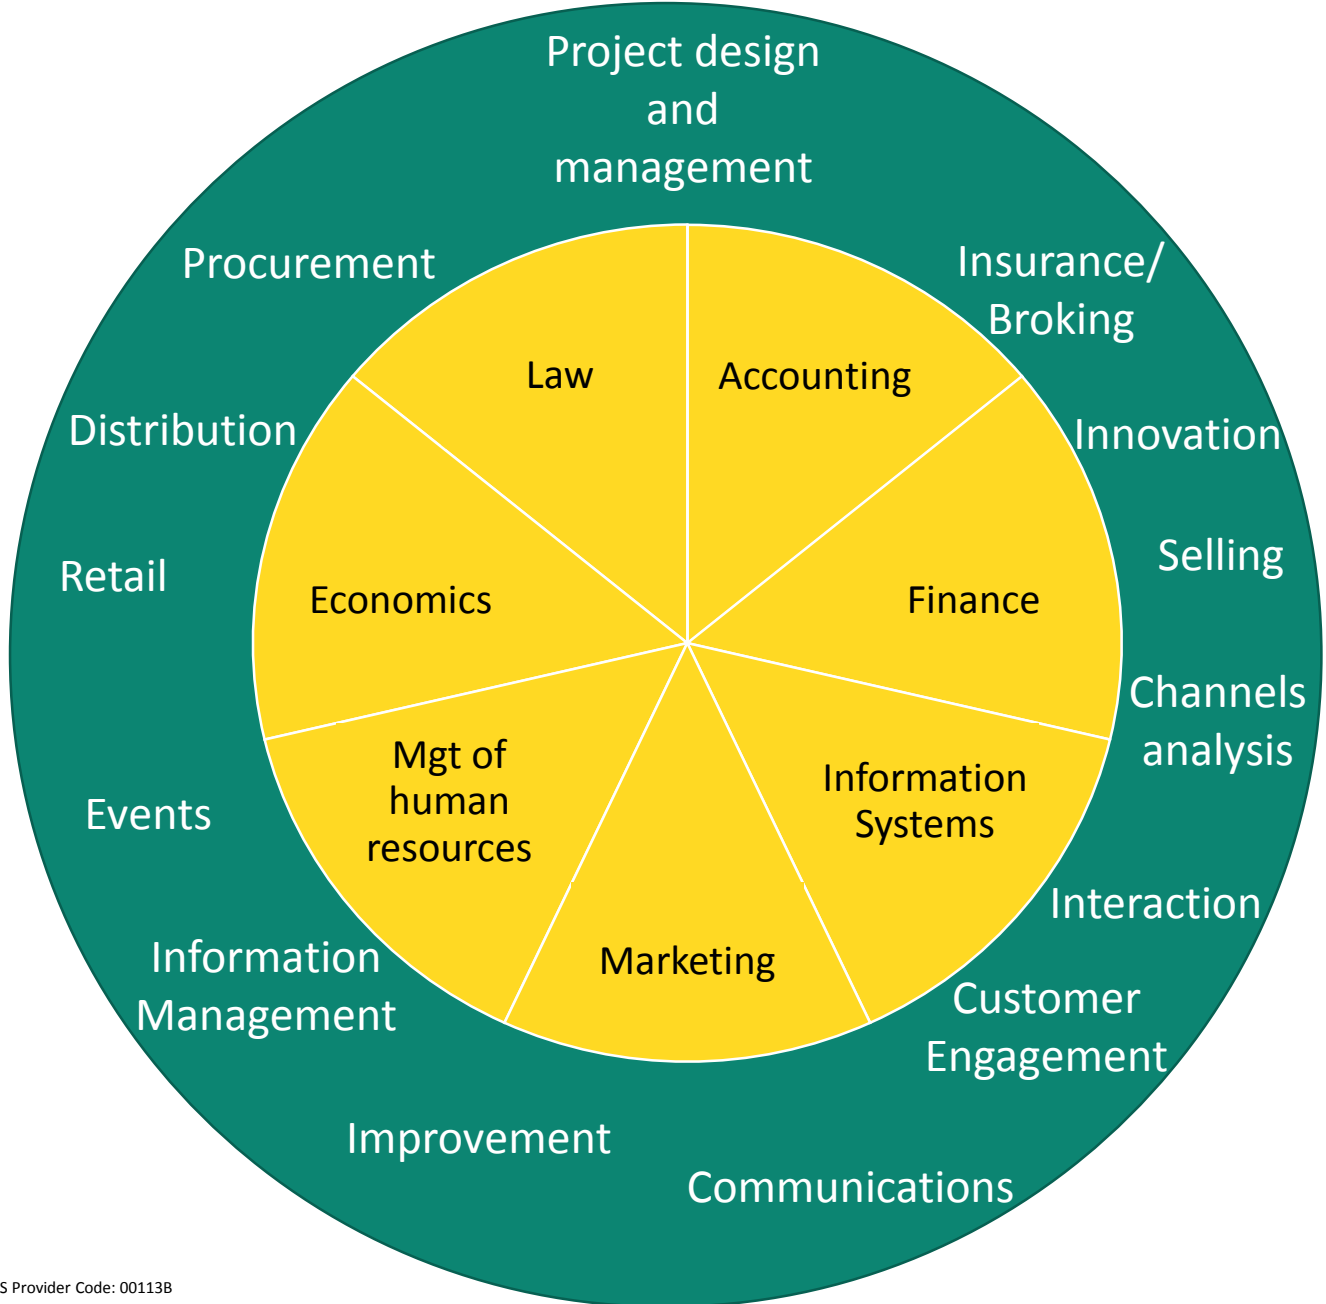 Project design
and
management
Insurance/
Broking
Innovation
Selling
Channels
analysis
Interaction
Customer
Engagement
Communications
Improvement
Information
Management
Events
Retail
Distribution
Procurement
Law
Accounting
Finance
Information
Systems
Marketing
Mgt of
human
resources
Economics
S Provider Code: 00113B